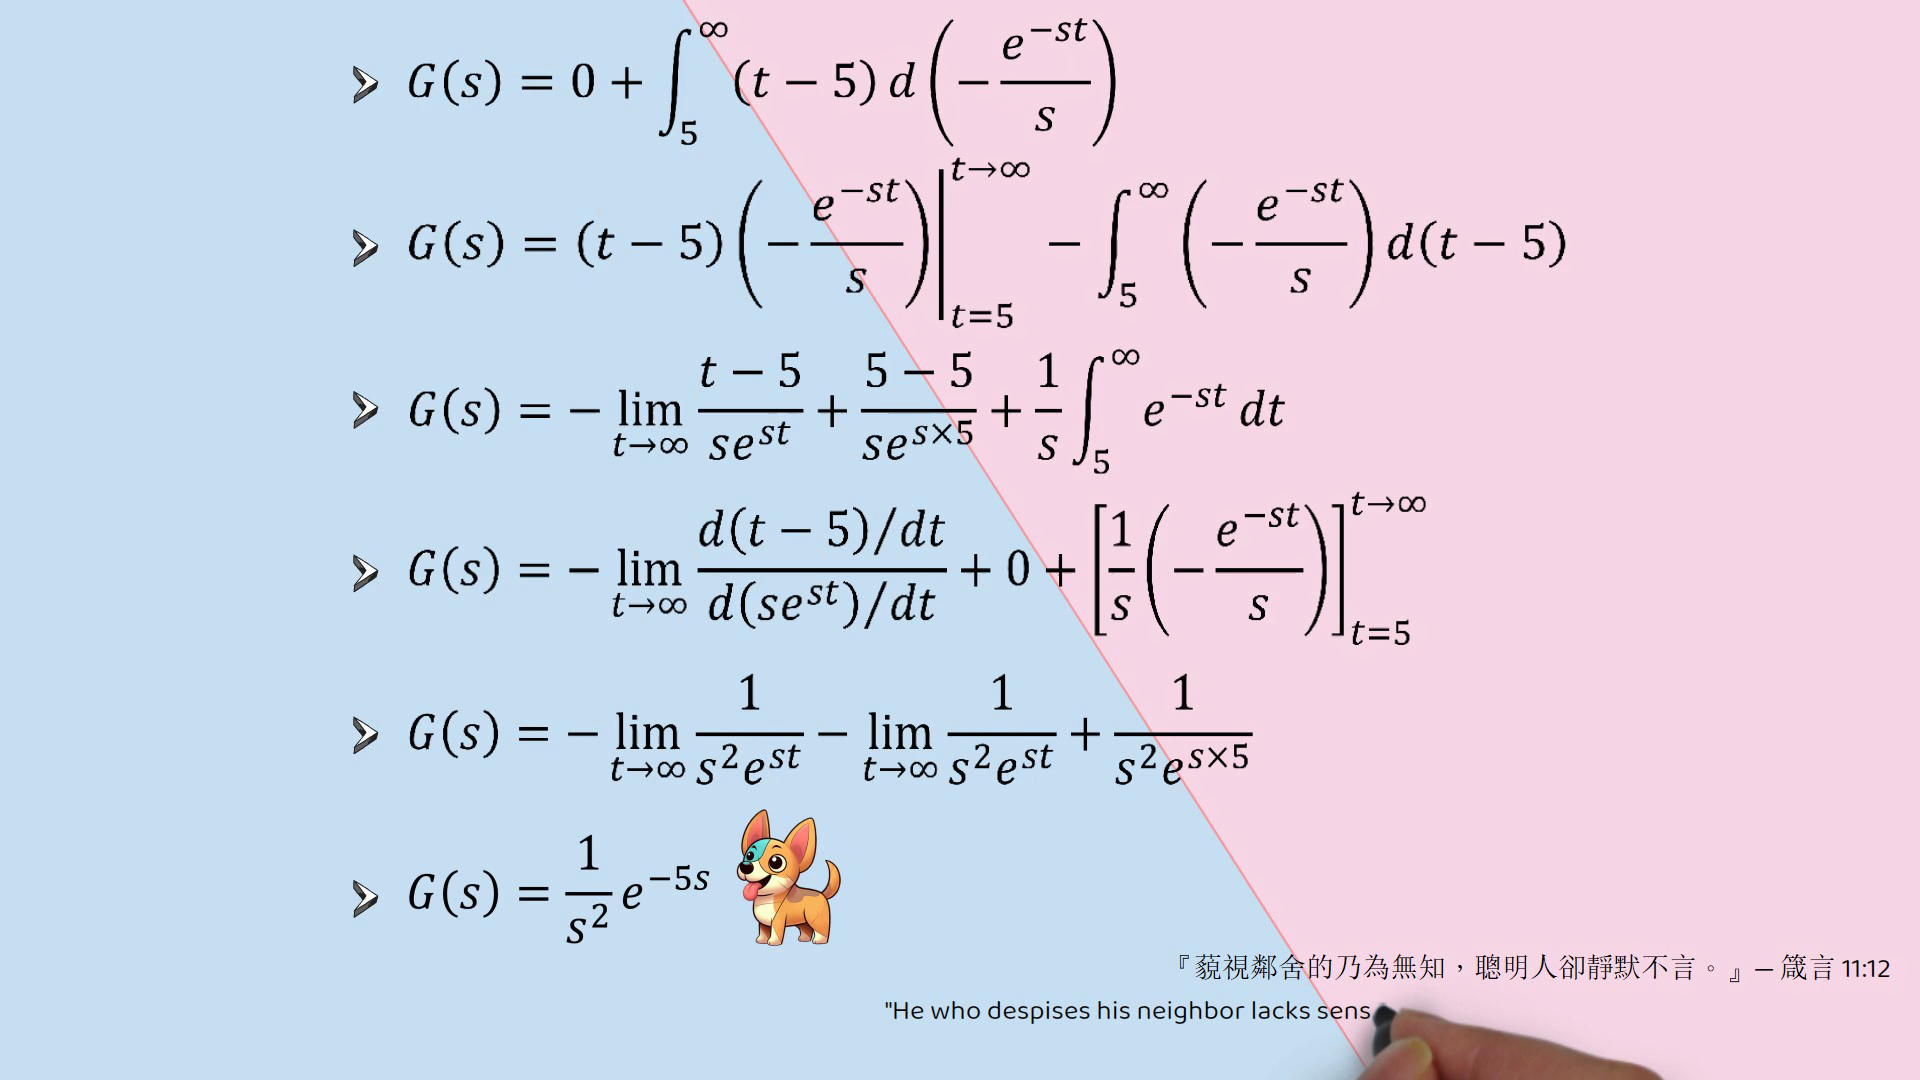 G(s) = 0 + ∫_5^∞ (t − 5) d(−e^{−st}/s)
G(s) = (t − 5)(−e^{−st}/s)|_{t=5}^{t→∞} − ∫_5^∞ (−e^{−st}/s) d(t − 5)
G(s) = − lim_{t→∞} (t − 5)/(se^{st}) + (5 − 5)/(se^{s×5}) + 1/s ∫_5^∞ e^{−st} dt
G(s) = − lim_{t→∞} (d(t − 5)/dt)/(d(se^{st})/dt) + 0 + [1/s(−e^{−st}/s)]_{t=5}^{t→∞}
G(s) = − lim_{t→∞} 1/(s^2e^{st}) − lim_{t→∞} 1/(s^2e^{st}) + 1/(s^2e^{s×5})
G(s) = 1/s^2 e^{−5s}
『藐視鄰舍的乃為無知，聰明人卻靜默不言。』– 箴言 11:12
"He who despises his neighbor lacks sens